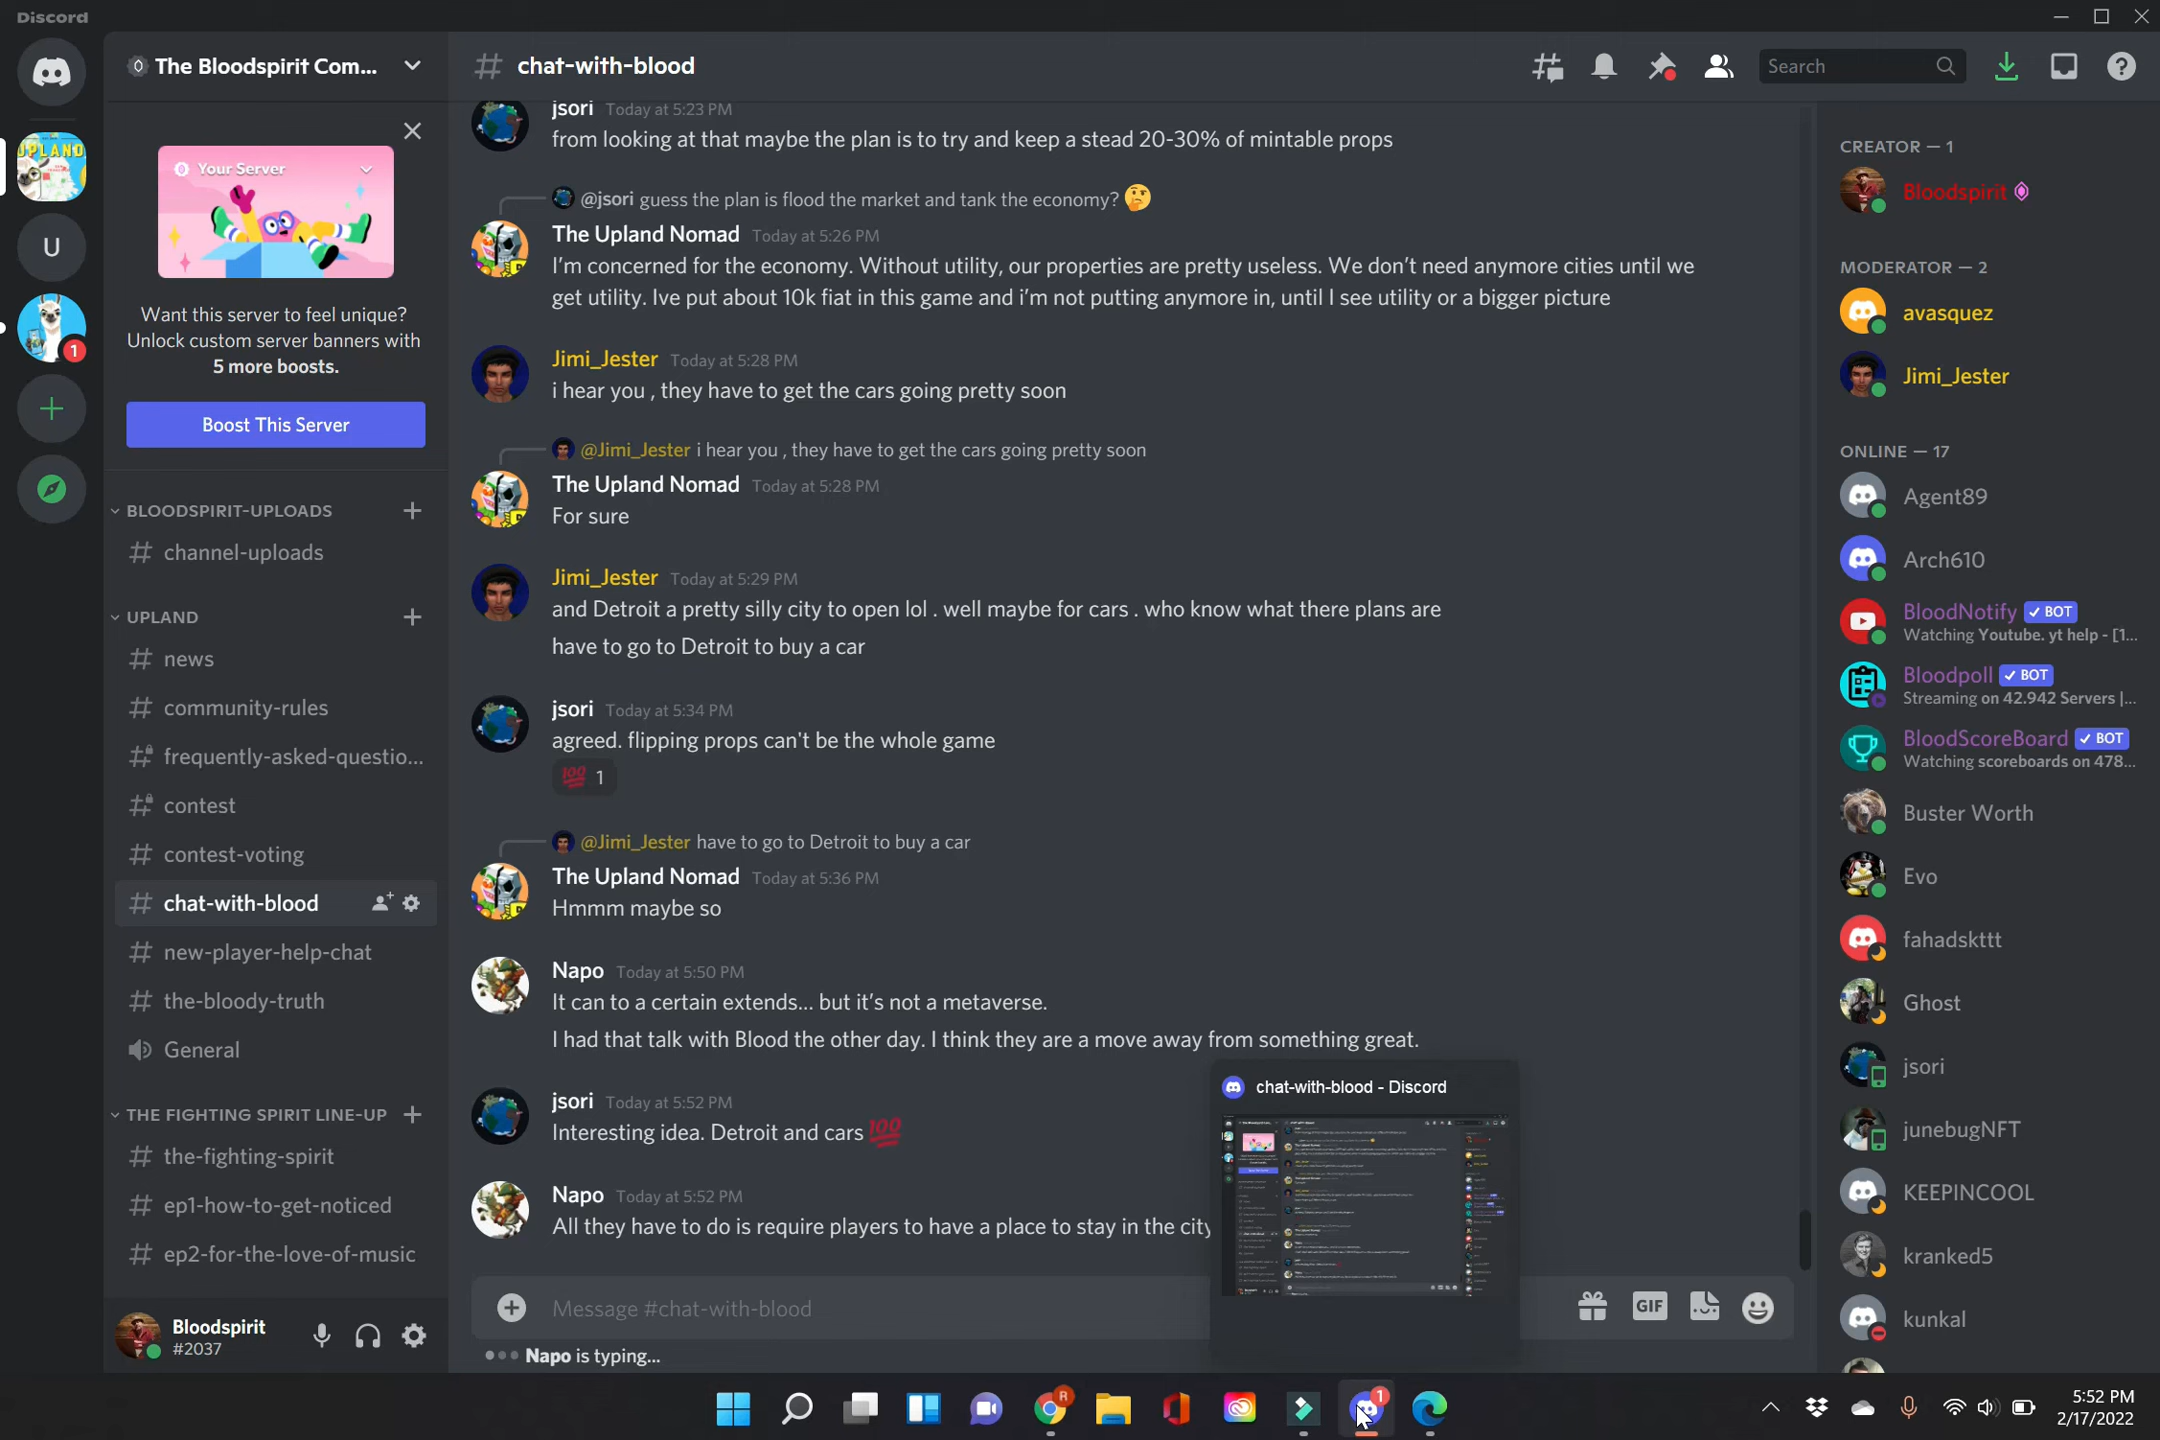 Discord
The Bloodspirit Com...
chat-with-blood
Search
Your Server
Want this server to feel unique?
Unlock custom server banners with
5 more boosts.
Boost This Server
UPLAND
U
1
BLOODSPIRIT-UPLOADS
channel-uploads
UPLAND
news
community-rules
frequently-asked-questio...
contest
contest-voting
chat-with-blood
new-player-help-chat
the-bloody-truth
General
THE FIGHTING SPIRIT LINE-UP
the-fighting-spirit
ep1-how-to-get-noticed
ep2-for-the-love-of-music
Bloodspirit
#2037
jsori Today at 5:23 PM
from looking at that maybe the plan is to try and keep a stead 20-30% of mintable props
@jsori guess the plan is flood the market and tank the economy? 🤔
The Upland Nomad Today at 5:26 PM
I'm concerned for the economy. Without utility, our properties are pretty useless. We don't need anymore cities until we
get utility. Ive put about 10k fiat in this game and i'm not putting anymore in, until I see utility or a bigger picture
Jimi_Jester Today at 5:28 PM
i hear you , they have to get the cars going pretty soon
@Jimi_Jester i hear you , they have to get the cars going pretty soon
The Upland Nomad Today at 5:28 PM
For sure
Jimi_Jester Today at 5:29 PM
and Detroit a pretty silly city to open lol . well maybe for cars . who know what there plans are
have to go to Detroit to buy a car
jsori Today at 5:34 PM
agreed. flipping props can't be the whole game
💯 1
@Jimi_Jester have to go to Detroit to buy a car
The Upland Nomad Today at 5:36 PM
Hmmm maybe so
Napo Today at 5:50 PM
It can to a certain extends... but it's not a metaverse.
I had that talk with Blood the other day. I think they are a move away from something great.
jsori Today at 5:52 PM
Interesting idea. Detroit and cars 💯
Napo Today at 5:52 PM
All they have to do is require players to have a place to stay in the city
chat-with-blood - Discord
Message #chat-with-blood
GIF
Napo is typing...
CREATOR — 1
Bloodspirit
MODERATOR — 2
avasquez
Jimi_Jester
ONLINE — 17
Agent89
Arch610
BloodNotify ✓ BOT
Watching Youtube. yt help - [1...
Bloodpoll ✓ BOT
Streaming on 42.942 Servers |...
BloodScoreBoard ✓ BOT
Watching scoreboards on 478...
Buster Worth
Evo
fahadskttt
Ghost
jsori
junebugNFT
KEEPINCOOL
kranked5
kunkal
R
1
5:52 PM
2/17/2022